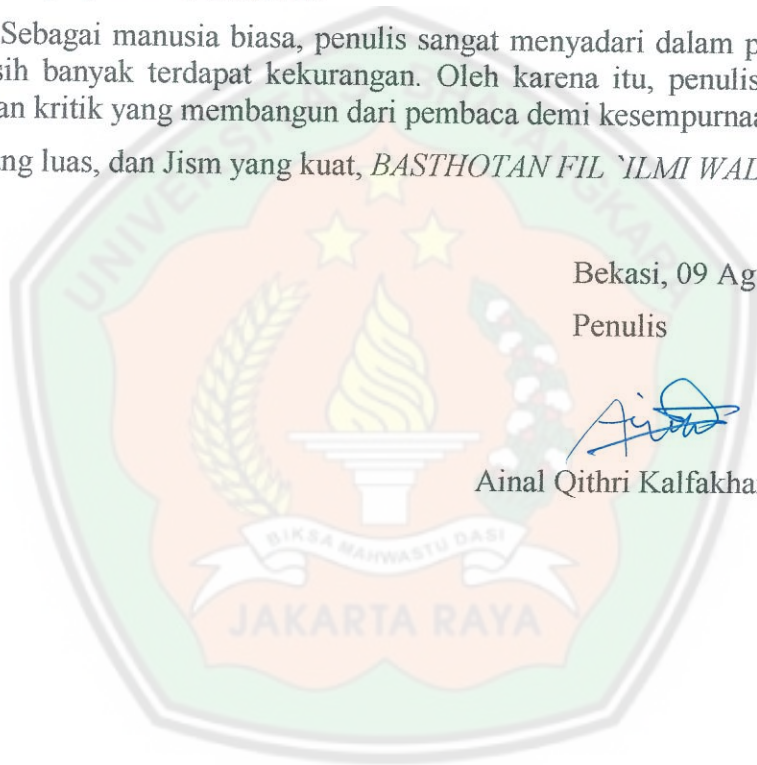 Sebagai manusia biasa, penulis sangat menyadari dalam p
sih banyak terdapat kekurangan. Oleh karena itu, penulis
an kritik yang membangun dari pembaca demi kesempurnaa
ng luas, dan Jism yang kuat, BASTHOTAN FIL `ILMI WAL
Bekasi, 09 Ag
Penulis
Ainal Qithri Kalfakha
UNIVERSITAS BHAYANGKARA
BIKSA MAHWASTU DASI
JAKARTA RAYA